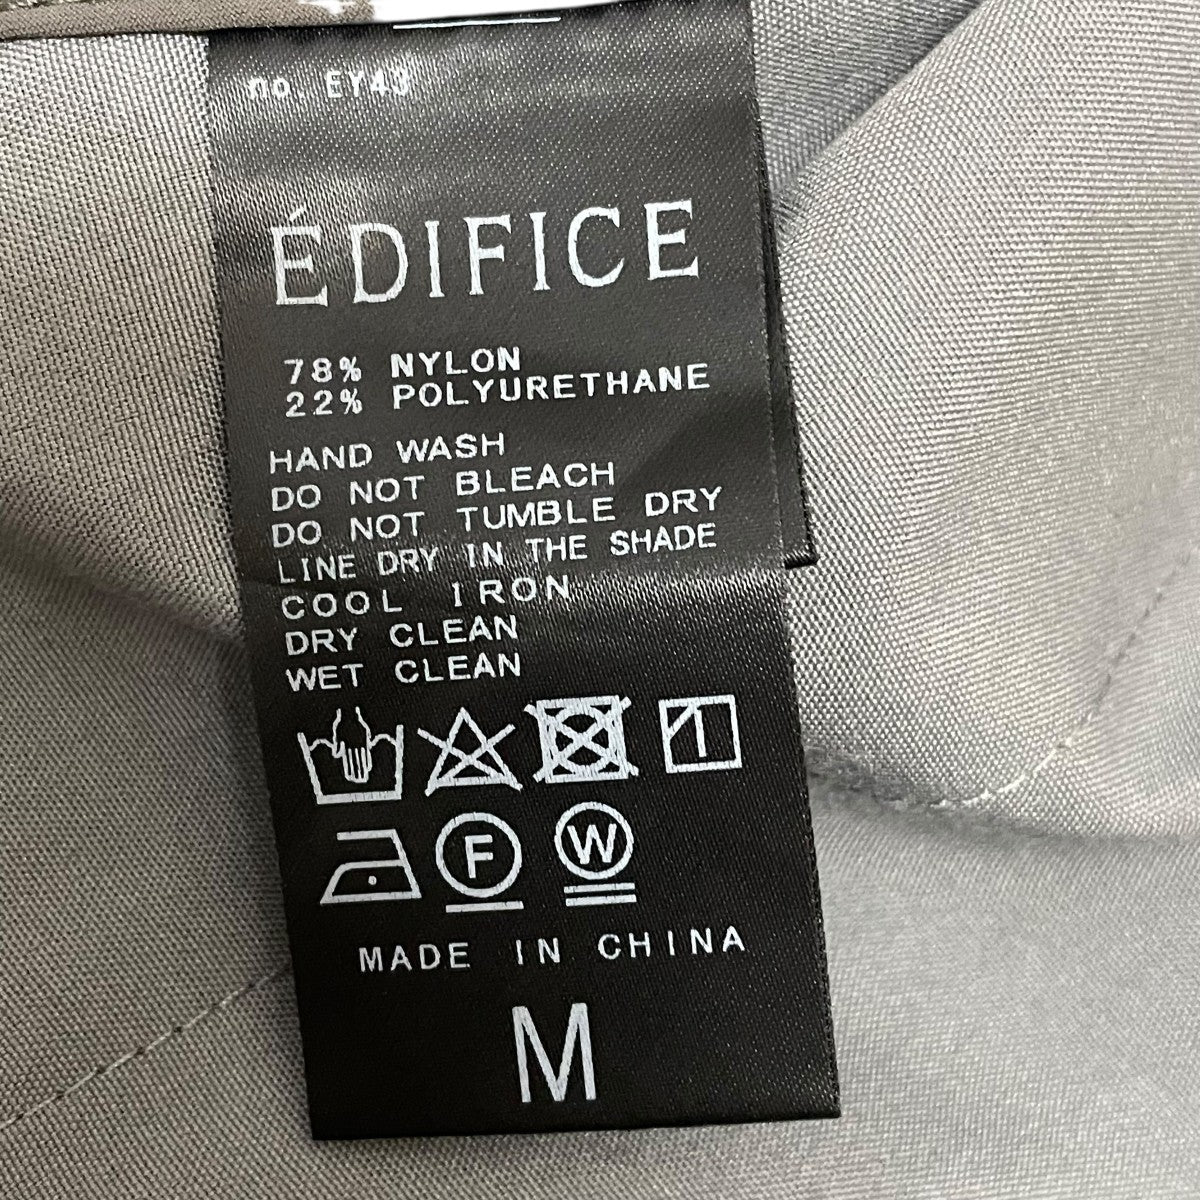 no. EY43
ÉDIFICE
78% NYLON
22% POLYURETHANE
HAND WASH
DO NOT BLEACH
DO NOT TUMBLE DRY
LINE DRY IN THE SHADE
COOL IRON
DRY CLEAN
WET CLEAN
F W
MADE IN CHINA
M